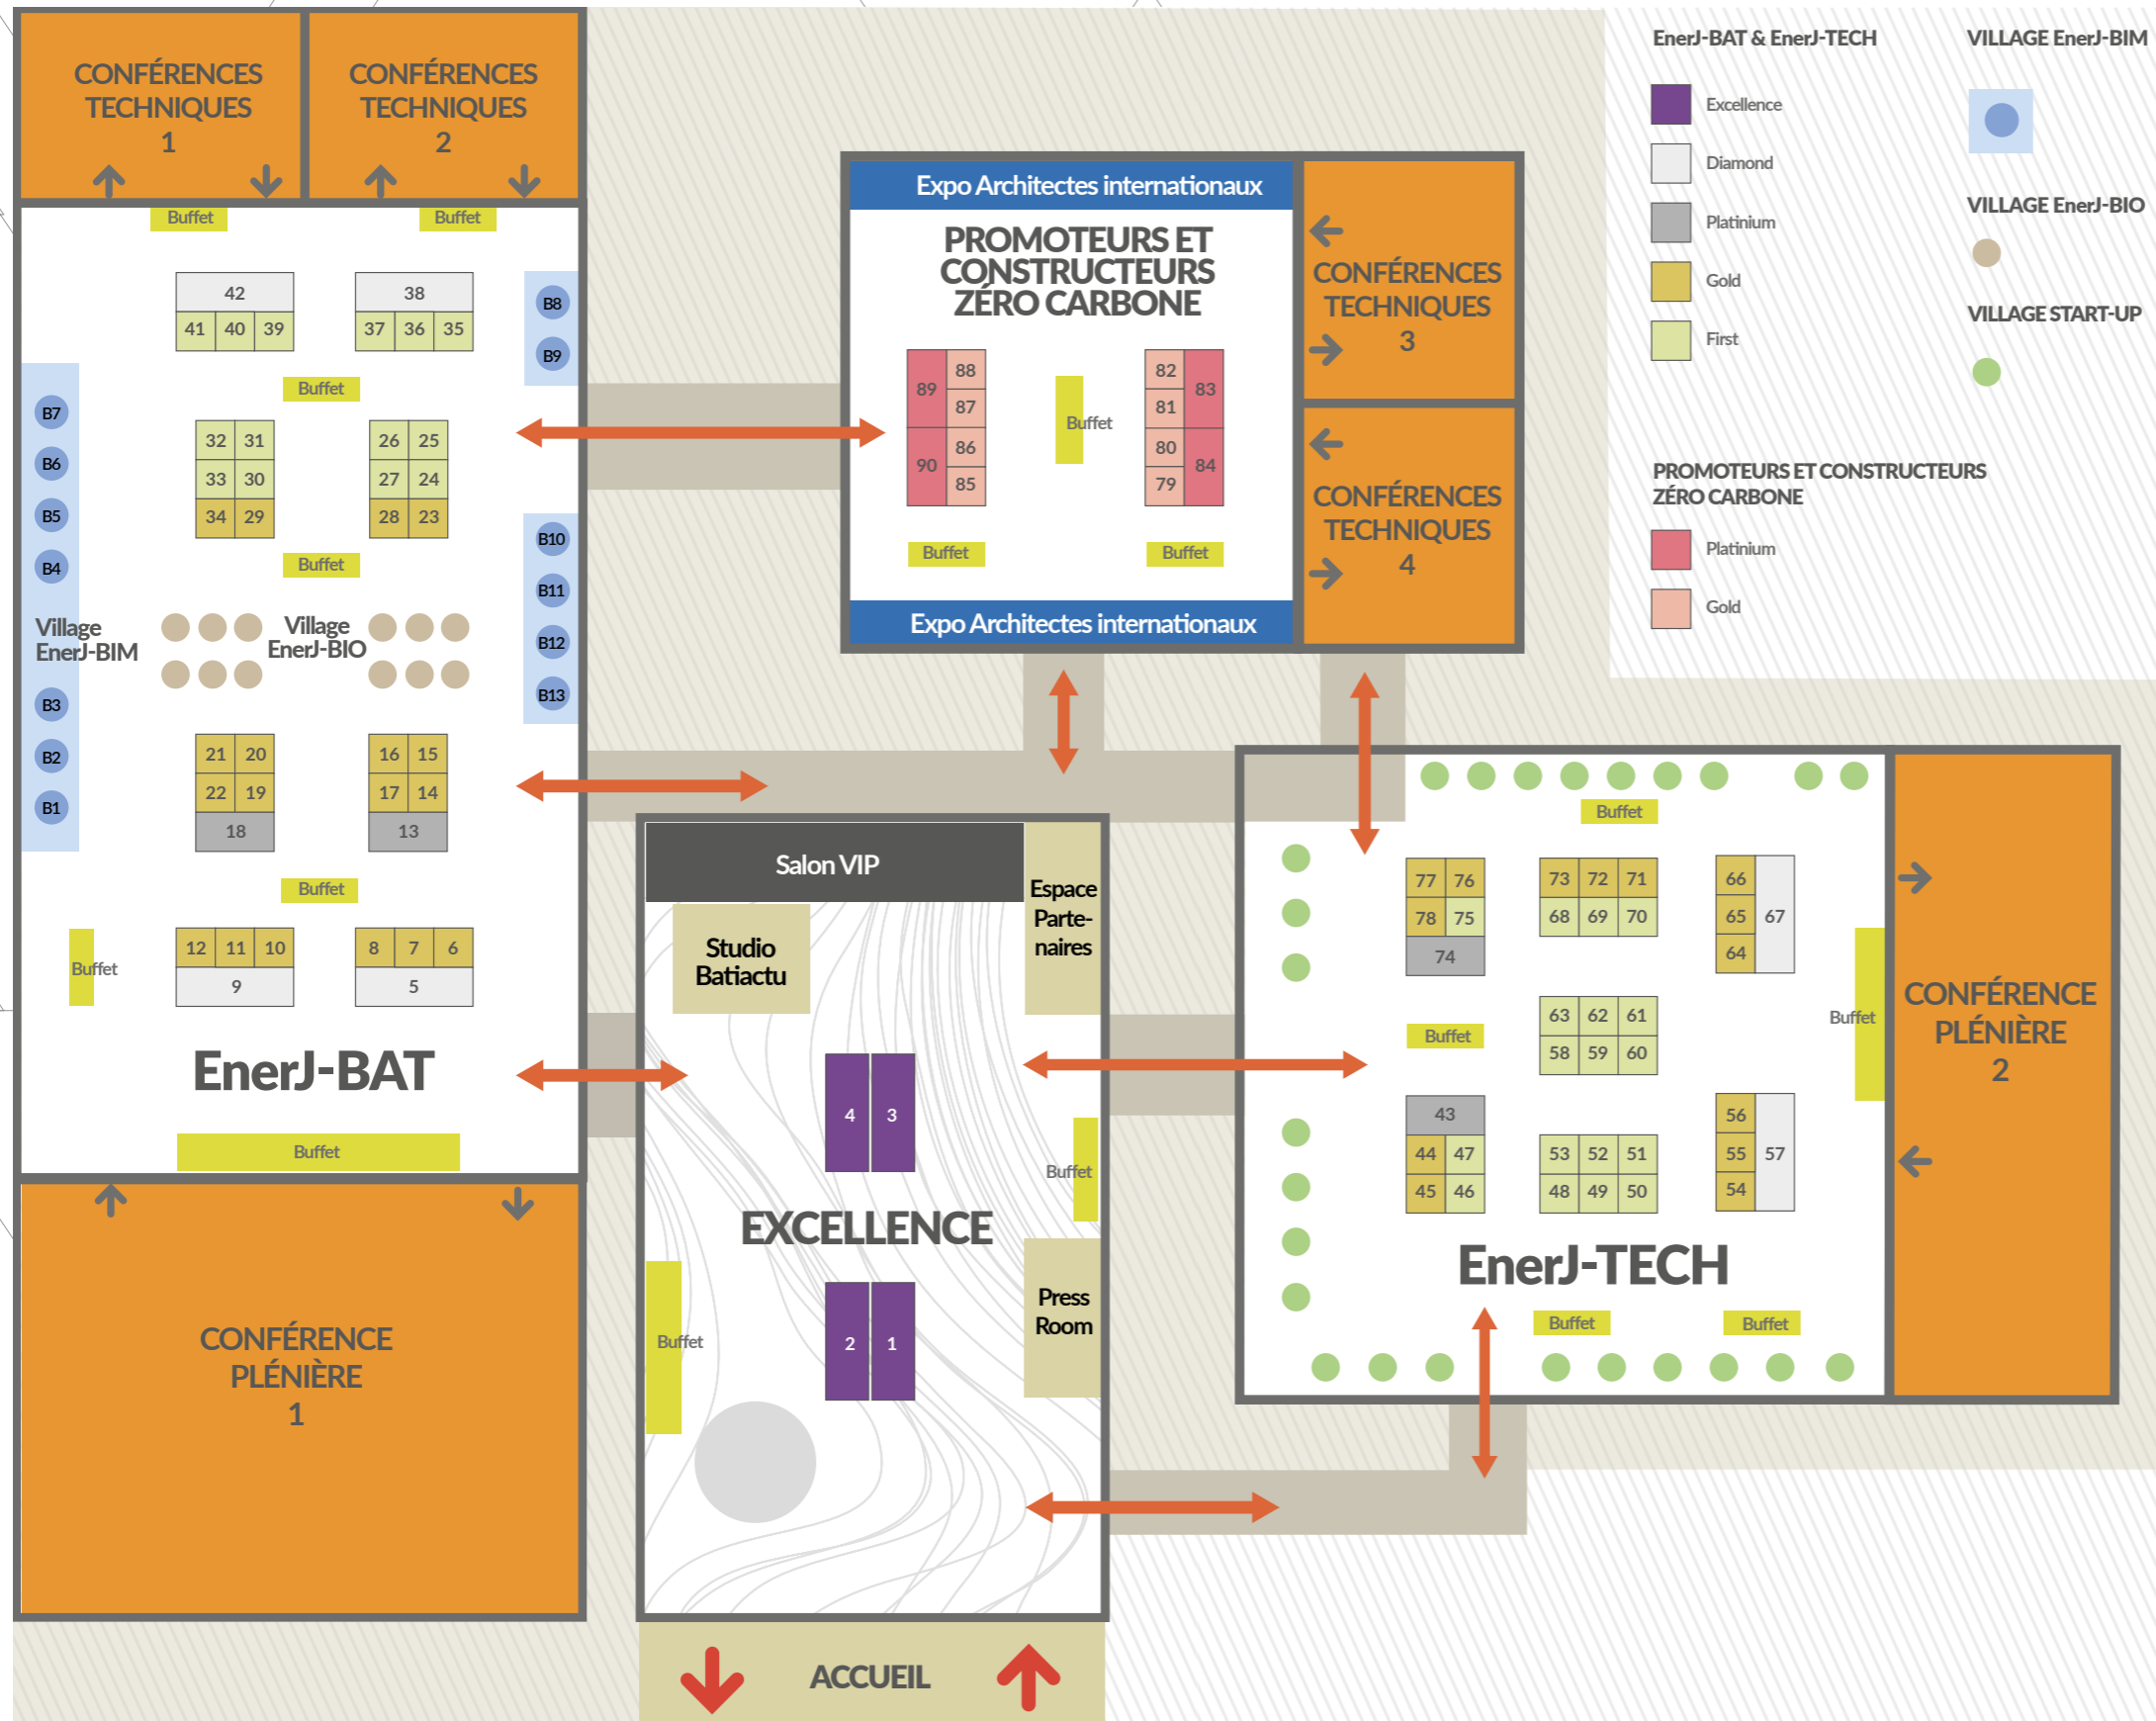 CONFÉRENCES
TECHNIQUES
1
CONFÉRENCES
TECHNIQUES
2
Buffet
Buffet
42
41 40 39
38
37 36 35
B8
B9
Buffet
B7
B6
B5
B4
32 31
33 30
34 29
26 25
27 24
28 23
Buffet
B10
B11
B12
B13
Village
EnerJ-BIM
Village
EnerJ-BIO
B3
B2
B1
21 20
22 19
18
16 15
17 14
13
Buffet
Buffet
12 11 10
9
8 7 6
5
EnerJ-BAT
Buffet
CONFÉRENCE
PLÉNIÈRE
1
Expo Architectes internationaux
PROMOTEURS ET
CONSTRUCTEURS
ZÉRO CARBONE
89
90
88
87
86
85
Buffet
82
81
80
79
83
84
Buffet
Buffet
Expo Architectes internationaux
CONFÉRENCES
TECHNIQUES
3
CONFÉRENCES
TECHNIQUES
4
Salon VIP
Studio
Batiactu
Espace
Parte-
naires
4 3
Buffet
EXCELLENCE
Press
Room
Buffet
2 1
ACCUEIL
Buffet
77 76
78 75
74
73 72 71
68 69 70
66
65
64
67
Buffet
63 62 61
58 59 60
Buffet
43
44 47
45 46
53 52 51
48 49 50
56
55
54
57
EnerJ-TECH
Buffet
Buffet
CONFÉRENCE
PLÉNIÈRE
2
EnerJ-BAT & EnerJ-TECH
Excellence
Diamond
Platinium
Gold
First
VILLAGE EnerJ-BIM
VILLAGE EnerJ-BIO
VILLAGE START-UP
PROMOTEURS ET CONSTRUCTEURS
ZÉRO CARBONE
Platinium
Gold